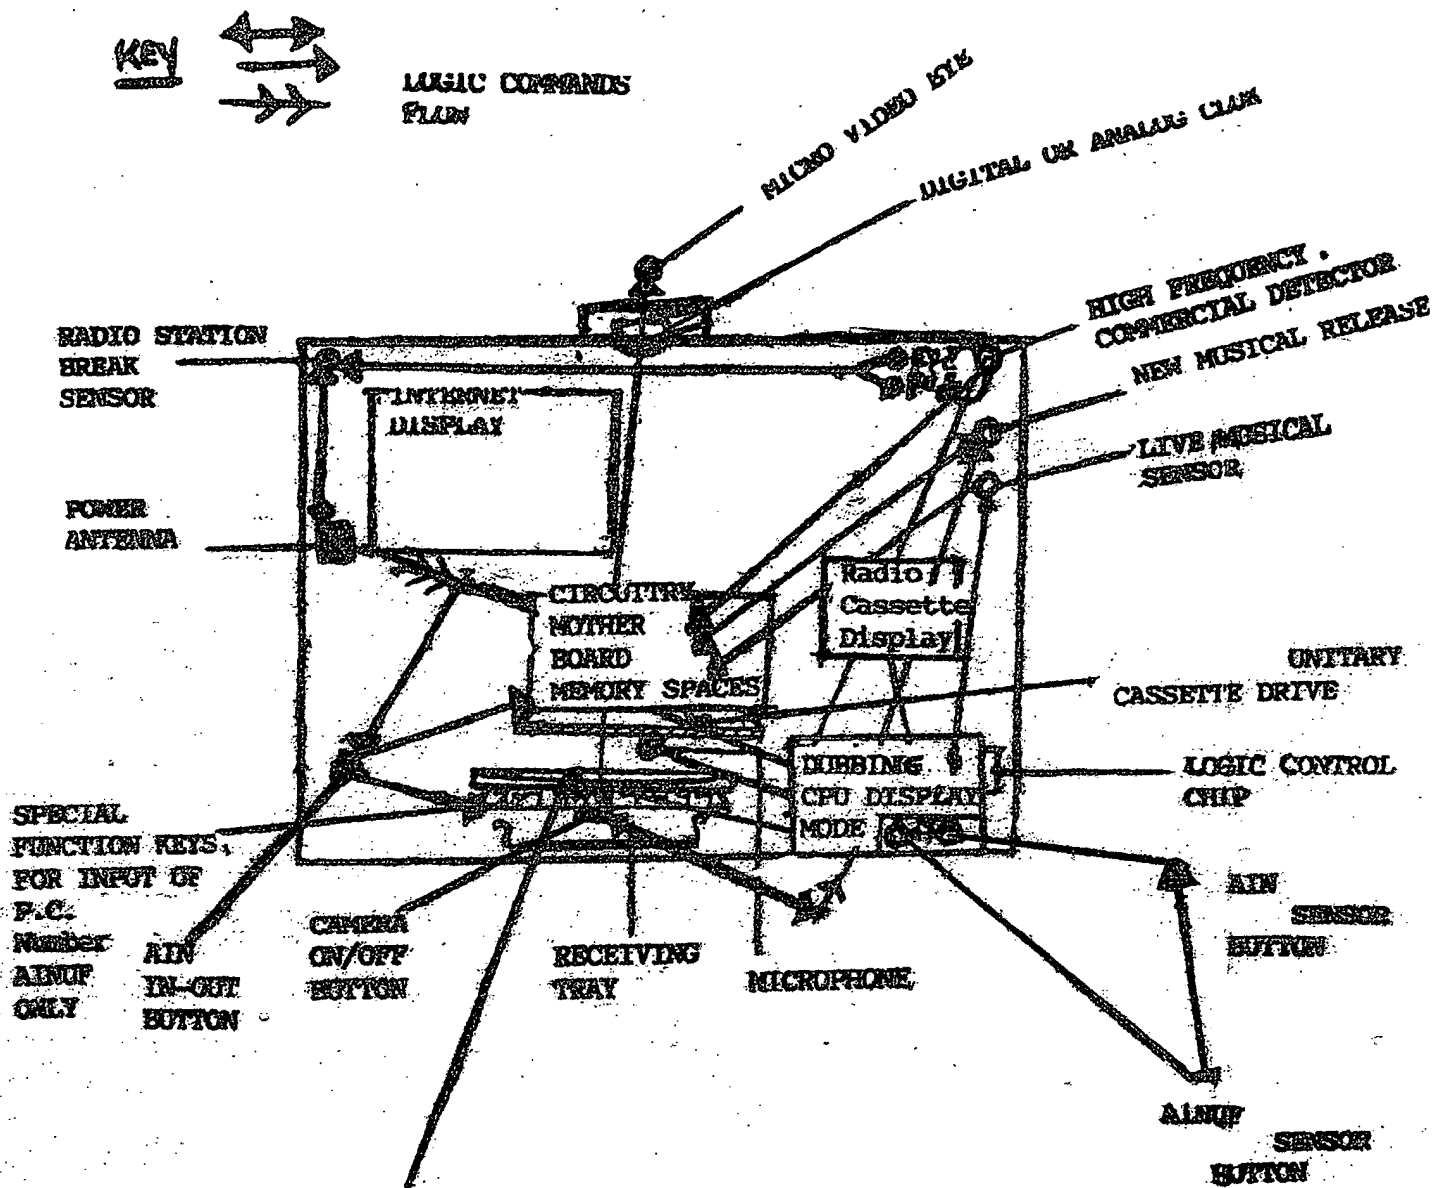 KEY
LOGIC COMMANDS
FLOW
MICRO VIDEO EYE
DIGITAL OR ANALOG CLOK
HIGH FREQUENCY.
COMMERCIAL DETECTOR
NEW MUSICAL RELEASE
LIVE MUSICAL
SENSOR
RADIO STATION
BREAK
SENSOR
INTERNET
DISPLAY
POWER
ANTENNA
CIRCUTTRY
MOTHER
BOARD
MEMORY SPACES
Radio
Cassette
Display
UNITARY
CASSETTE DRIVE
DUBBING
CPU DISPLAY
MODE
LOGIC CONTROL
CHIP
SPECIAL
FUNCTION KEYS,
FOR INPUT OF
P.C.
Number
AINUF
ONLY
AIN
IN-OUT
BUTTON
CAMERA
ON/OFF
BUTTON
RECEIVING
TRAY
MICROPHONE
AIN
SENSOR
BUTTON
AINUF
SENSOR
BUTTON